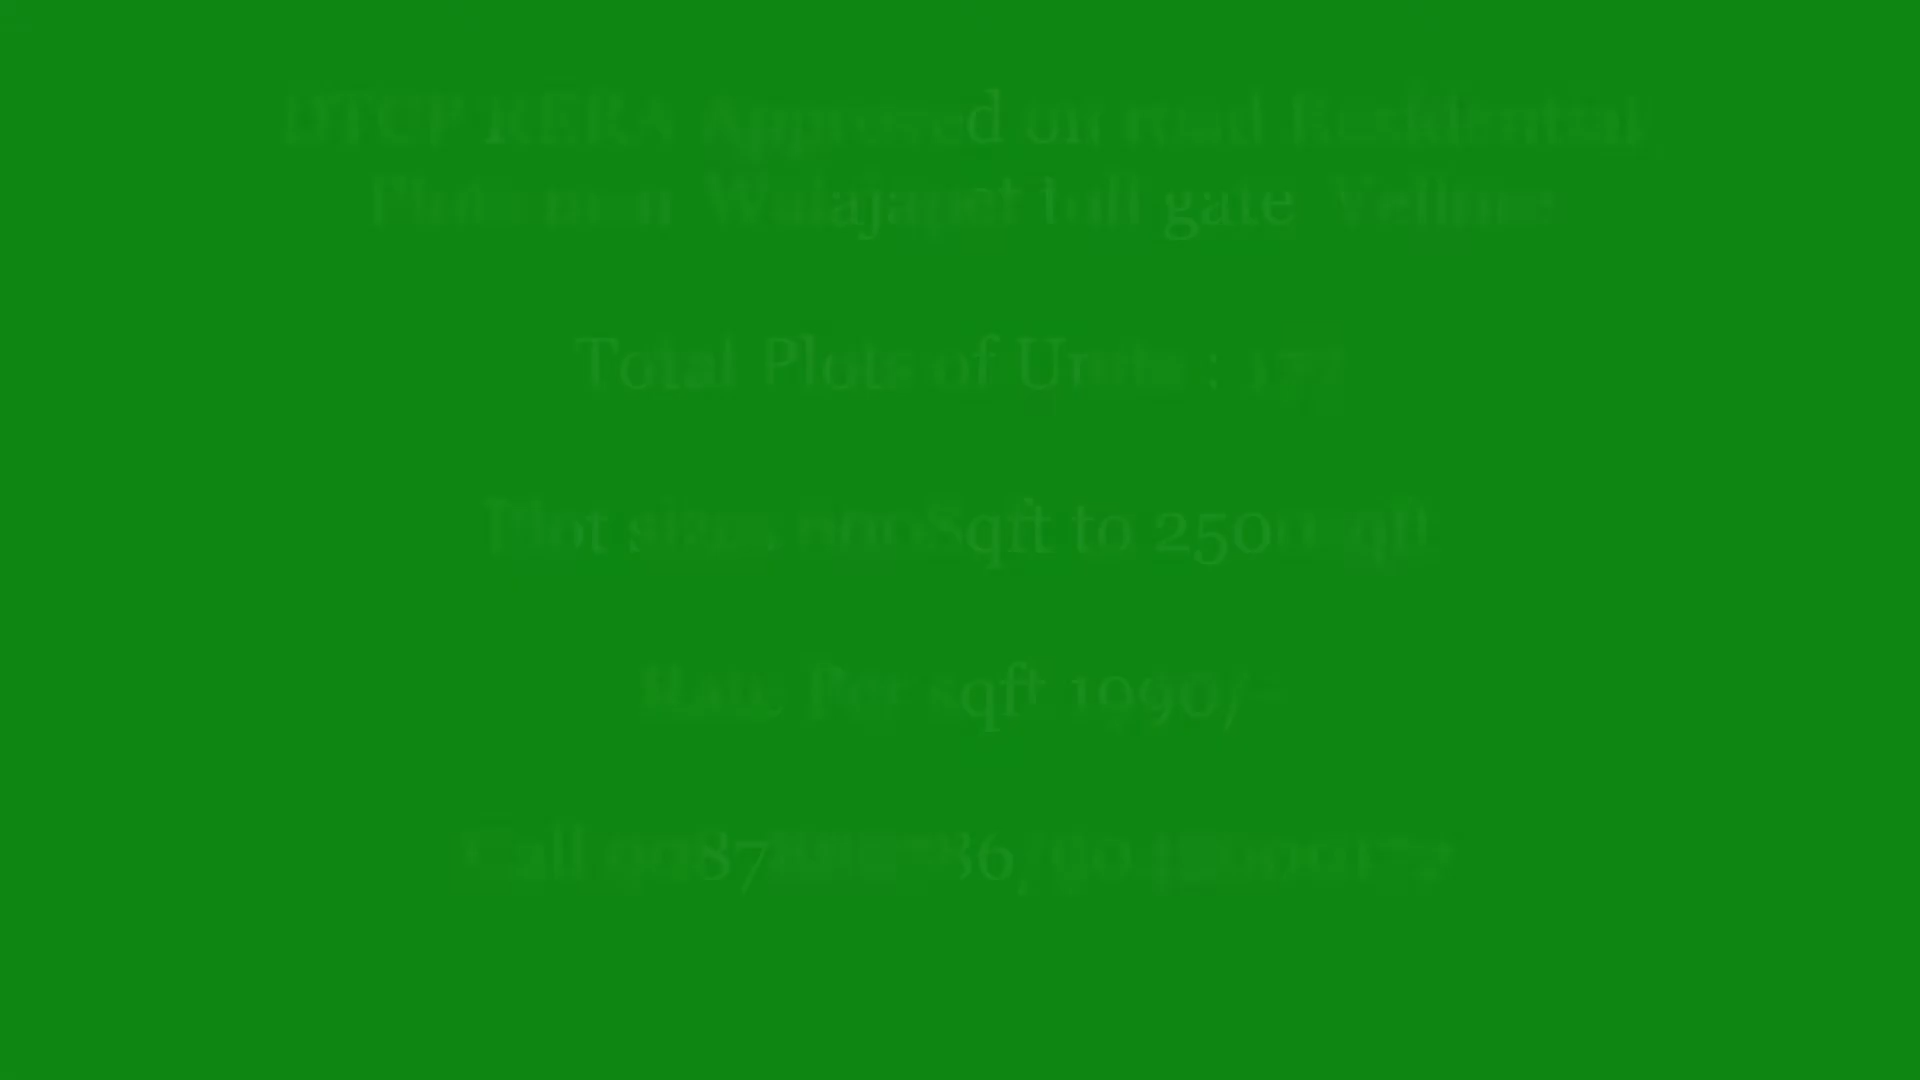 DTCP RERA Approved on road Residential
Plots near Walajapet toll gate Vellore
Total Plots of Units :
Plot sizes Sqft to 2500 sqft
Rate Per sqft 1990/-
Call